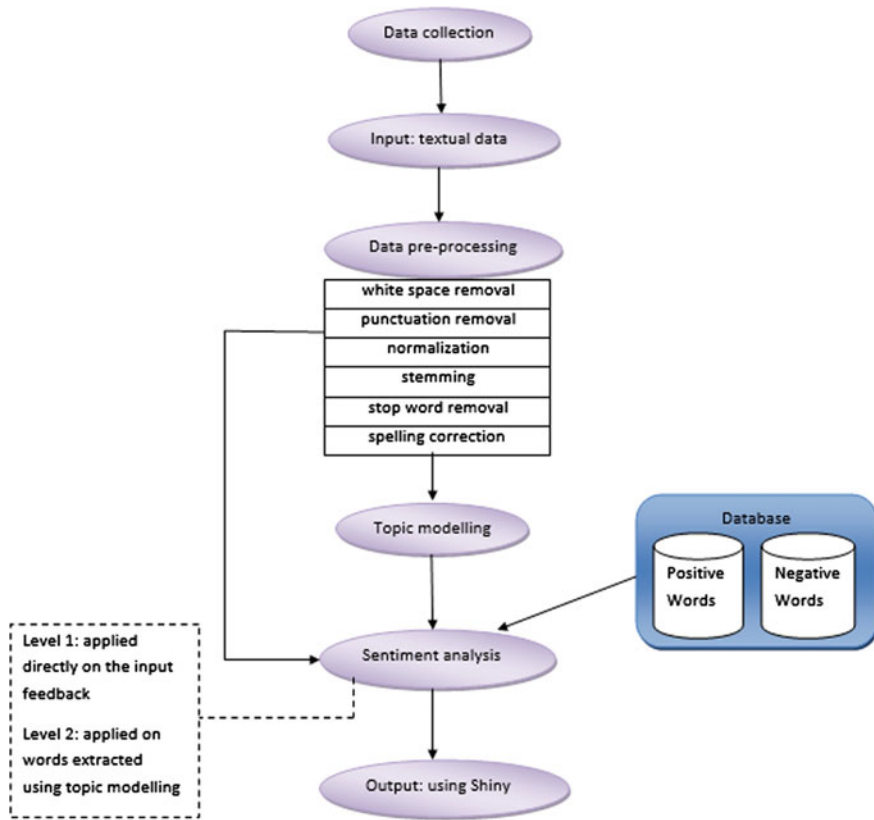 Data collection
Input: textual data
Data pre-processing
white space removal
punctuation removal
normalization
stemming
stop word removal
spelling correction
Topic modelling
Database
Positive
Words
Negative
Words
Level 1: applied
directly on the input
feedback
Level 2: applied on
words extracted
using topic modelling
Sentiment analysis
Output: using Shiny